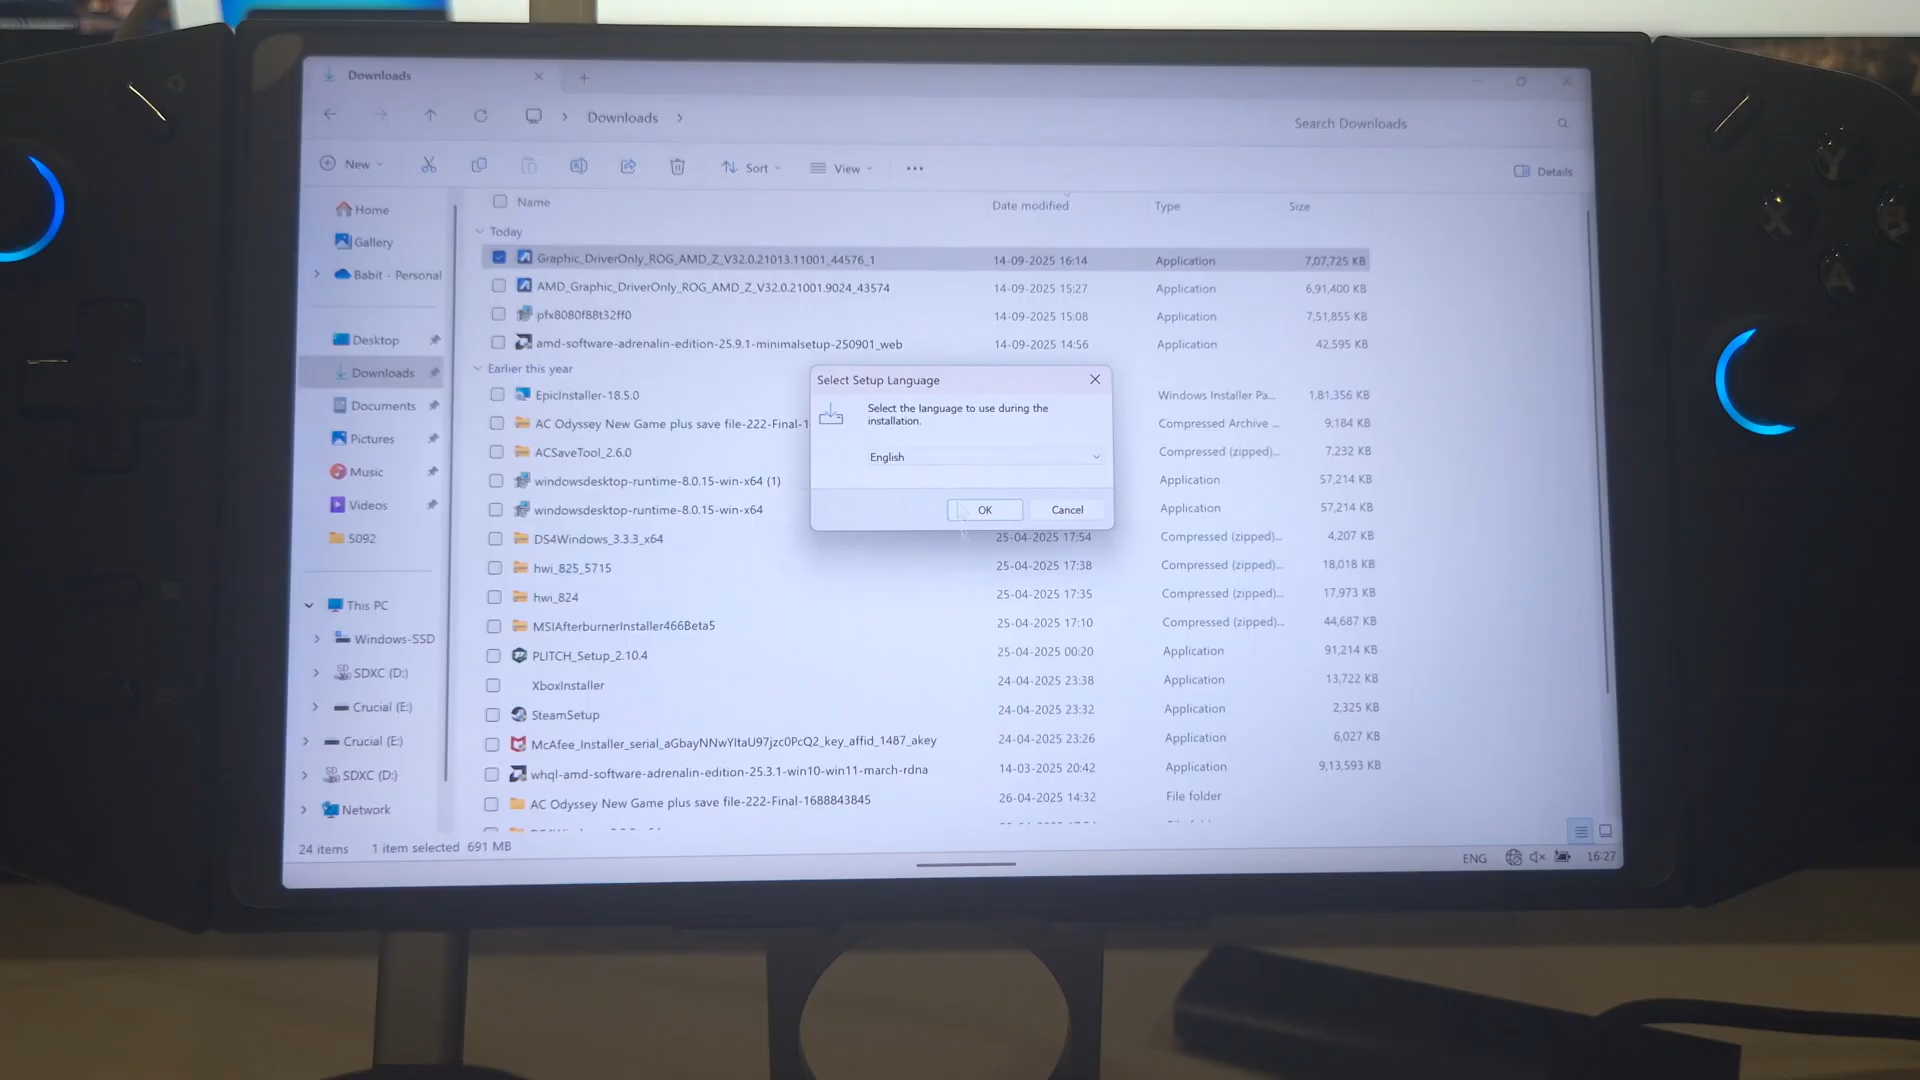 Downloads
Downloads
Search Downloads
New
Sort
View
Details
Home
Gallery
Babit - Personal
Desktop
Downloads
Documents
Pictures
Music
Videos
5092
This PC
Windows-SSD
SDXC (D:)
Crucial (E:)
Crucial (E:)
SDXC (D:)
Network
Name Date modified Type Size
Today
Graphic_DriverOnly_ROG_AMD_Z_V32.0.21013.11001_44576_1 14-09-2025 16:14 Application 7,07,725 KB
AMD_Graphic_DriverOnly_ROG_AMD_Z_V32.0.21001.9024_43574 14-09-2025 15:27 Application 6,91,400 KB
pfx8080f88t32ff0 14-09-2025 15:08 Application 7,51,855 KB
amd-software-adrenalin-edition-25.9.1-minimalsetup-250901_web 14-09-2025 14:56 Application 42,595 KB
Earlier this year
EpicInstaller-18.5.0 Windows Installer Pa... 1,81,356 KB
AC Odyssey New Game plus save file-222-Final-1 Compressed Archive ... 9,184 KB
ACSaveTool_2.6.0 Compressed (zipped)... 7,232 KB
windowsdesktop-runtime-8.0.15-win-x64 (1) Application 57,214 KB
windowsdesktop-runtime-8.0.15-win-x64 Application 57,214 KB
DS4Windows_3.3.3_x64 25-04-2025 17:54 Compressed (zipped)... 4,207 KB
hwi_825_5715 25-04-2025 17:38 Compressed (zipped)... 18,018 KB
hwi_824 25-04-2025 17:35 Compressed (zipped)... 17,973 KB
MSIAfterburnerInstaller466Beta5 25-04-2025 17:10 Compressed (zipped)... 44,687 KB
PLITCH_Setup_2.10.4 25-04-2025 00:20 Application 91,214 KB
XboxInstaller 24-04-2025 23:38 Application 13,722 KB
SteamSetup 24-04-2025 23:32 Application 2,325 KB
McAfee_Installer_serial_aGbayNNwYItaU97jzc0PcQ2_key_affid_1487_akey 24-04-2025 23:26 Application 6,027 KB
whql-amd-software-adrenalin-edition-25.3.1-win10-win11-march-rdna 14-03-2025 20:42 Application 9,13,593 KB
AC Odyssey New Game plus save file-222-Final-1688843845 26-04-2025 14:32 File folder
Select Setup Language
Select the language to use during the
installation.
English
OK Cancel
24 items 1 item selected 691 MB
ENG 16:27
Y
X
B
A